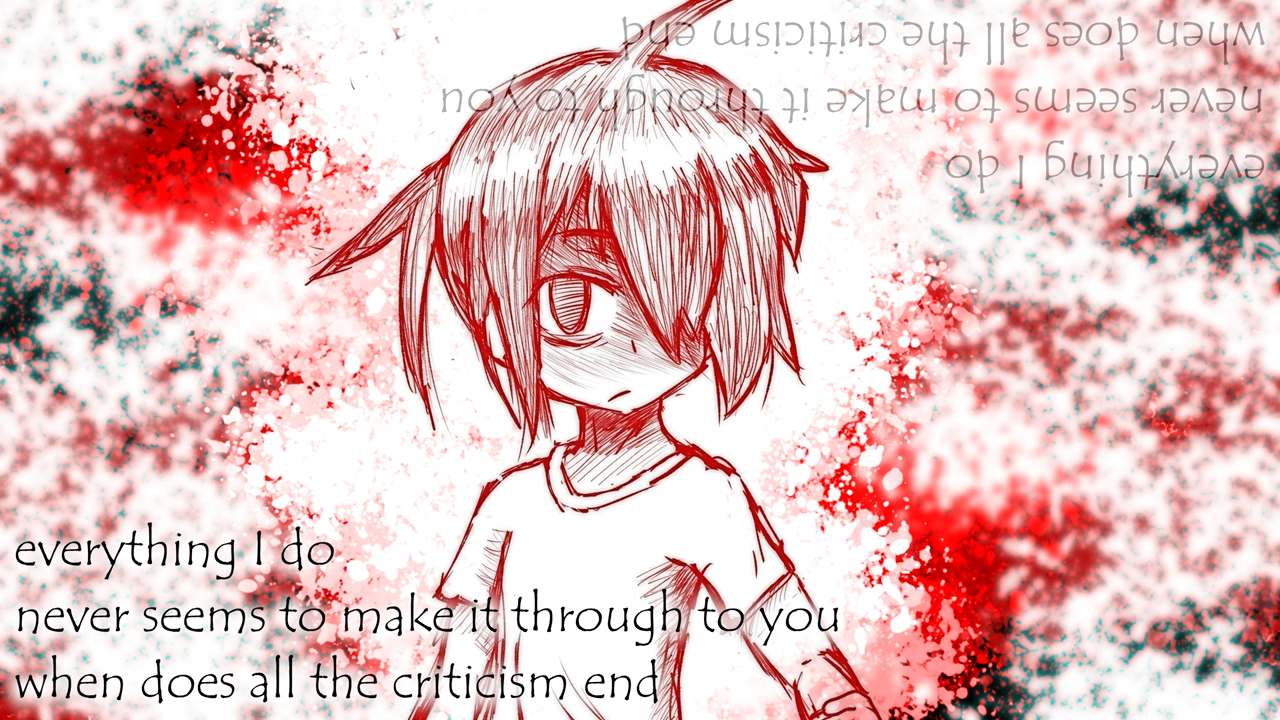 when does all the criticism end
never seems to make it through to you
everything I do
everything I do
never seems to make it through to you
when does all the criticism end